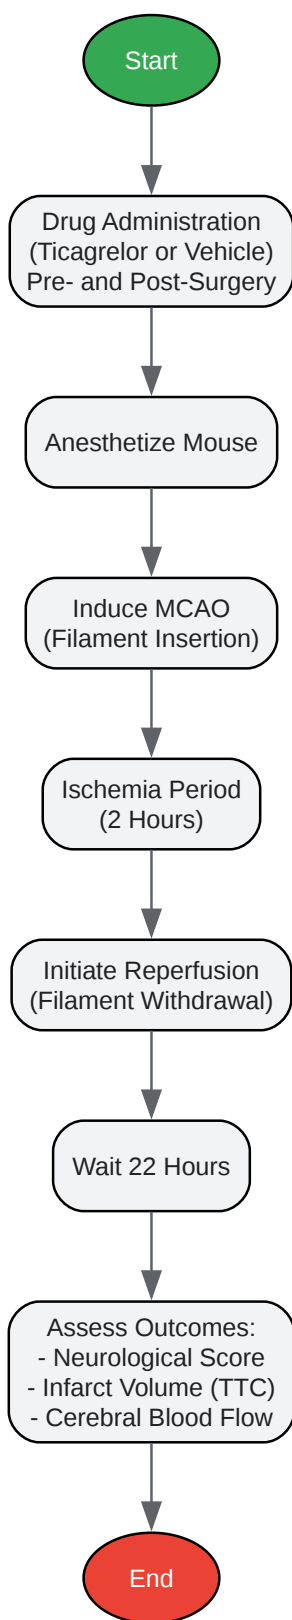 Start
Drug Administration
(Ticagrelor or Vehicle)
Pre- and Post-Surgery
Anesthetize Mouse
Induce MCAO
(Filament Insertion)
Ischemia Period
(2 Hours)
Initiate Reperfusion
(Filament Withdrawal)
Wait 22 Hours
Assess Outcomes:
- Neurological Score
- Infarct Volume (TTC)
- Cerebral Blood Flow
End